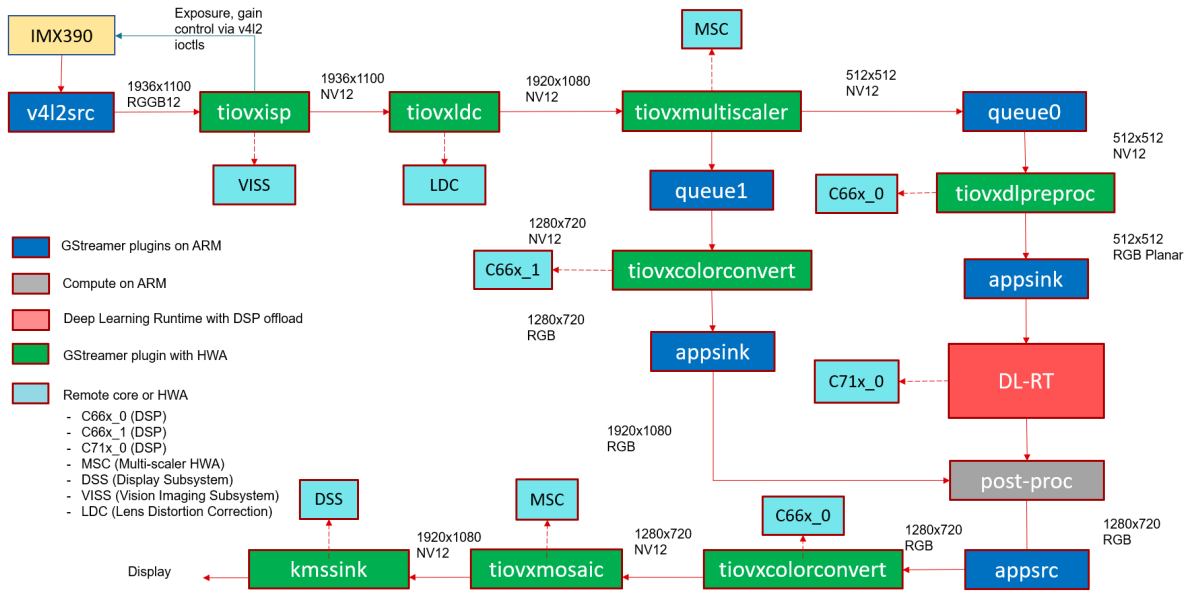 Exposure, gain
control via v4l2
ioctls
IMX390
MSC
1936x1100
RGGB12
1936x1100
NV12
1920x1080
NV12
512x512
NV12
v4l2src
tiovxisp
tiovxldc
tiovxmultiscaler
queue0
512x512
NV12
VISS
LDC
queue1
C66x_0
tiovxdlpreproc
1280x720
NV12
512x512
RGB Planar
C66x_1
tiovxcolorconvert
appsink
1280x720
RGB
appsink
C71x_0
DL-RT
GStreamer plugins on ARM
Compute on ARM
Deep Learning Runtime with DSP offload
GStreamer plugin with HWA
Remote core or HWA
- C66x_0 (DSP)
- C66x_1 (DSP)
- C71x_0 (DSP)
- MSC (Multi-scaler HWA)
- DSS (Display Subsystem)
- VISS (Vision Imaging Subsystem)
- LDC (Lens Distortion Correction)
1920x1080
RGB
post-proc
DSS
MSC
C66x_0
1920x1080
NV12
1280x720
NV12
1280x720
RGB
1280x720
RGB
Display
kmssink
tiovxmosaic
tiovxcolorconvert
appsrc